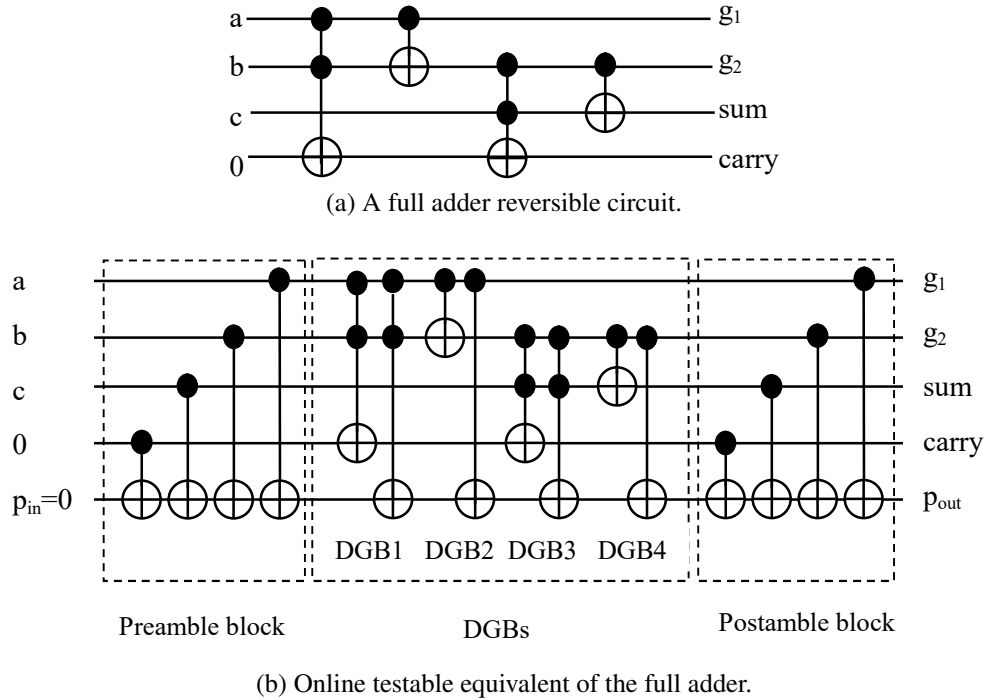 a g₁
b g₂
c sum
0 carry
(a) A full adder reversible circuit.
a g₁
b g₂
c sum
0 carry
pᵢₙ=0 pₒᵤₜ
DGB1 DGB2 DGB3 DGB4
Preamble block DGBs Postamble block
(b) Online testable equivalent of the full adder.